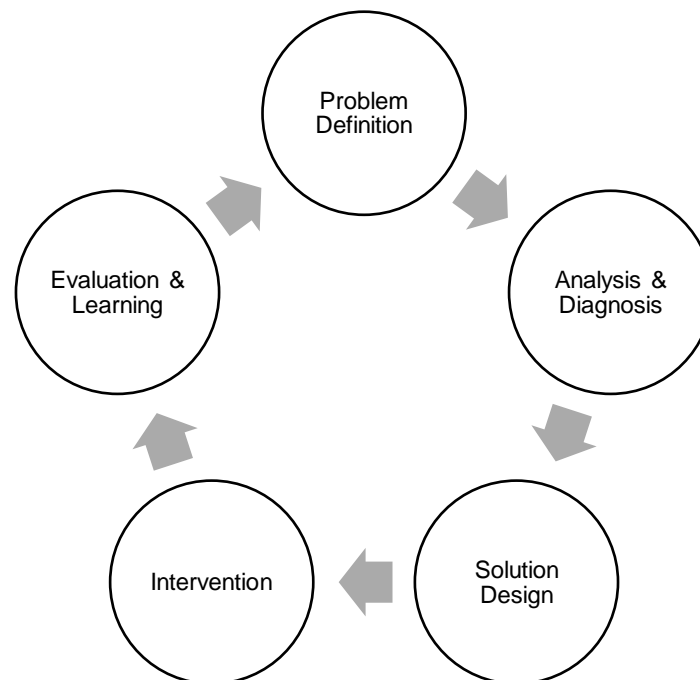 Problem
Definition
Analysis &
Diagnosis
Solution
Design
Intervention
Evaluation &
Learning